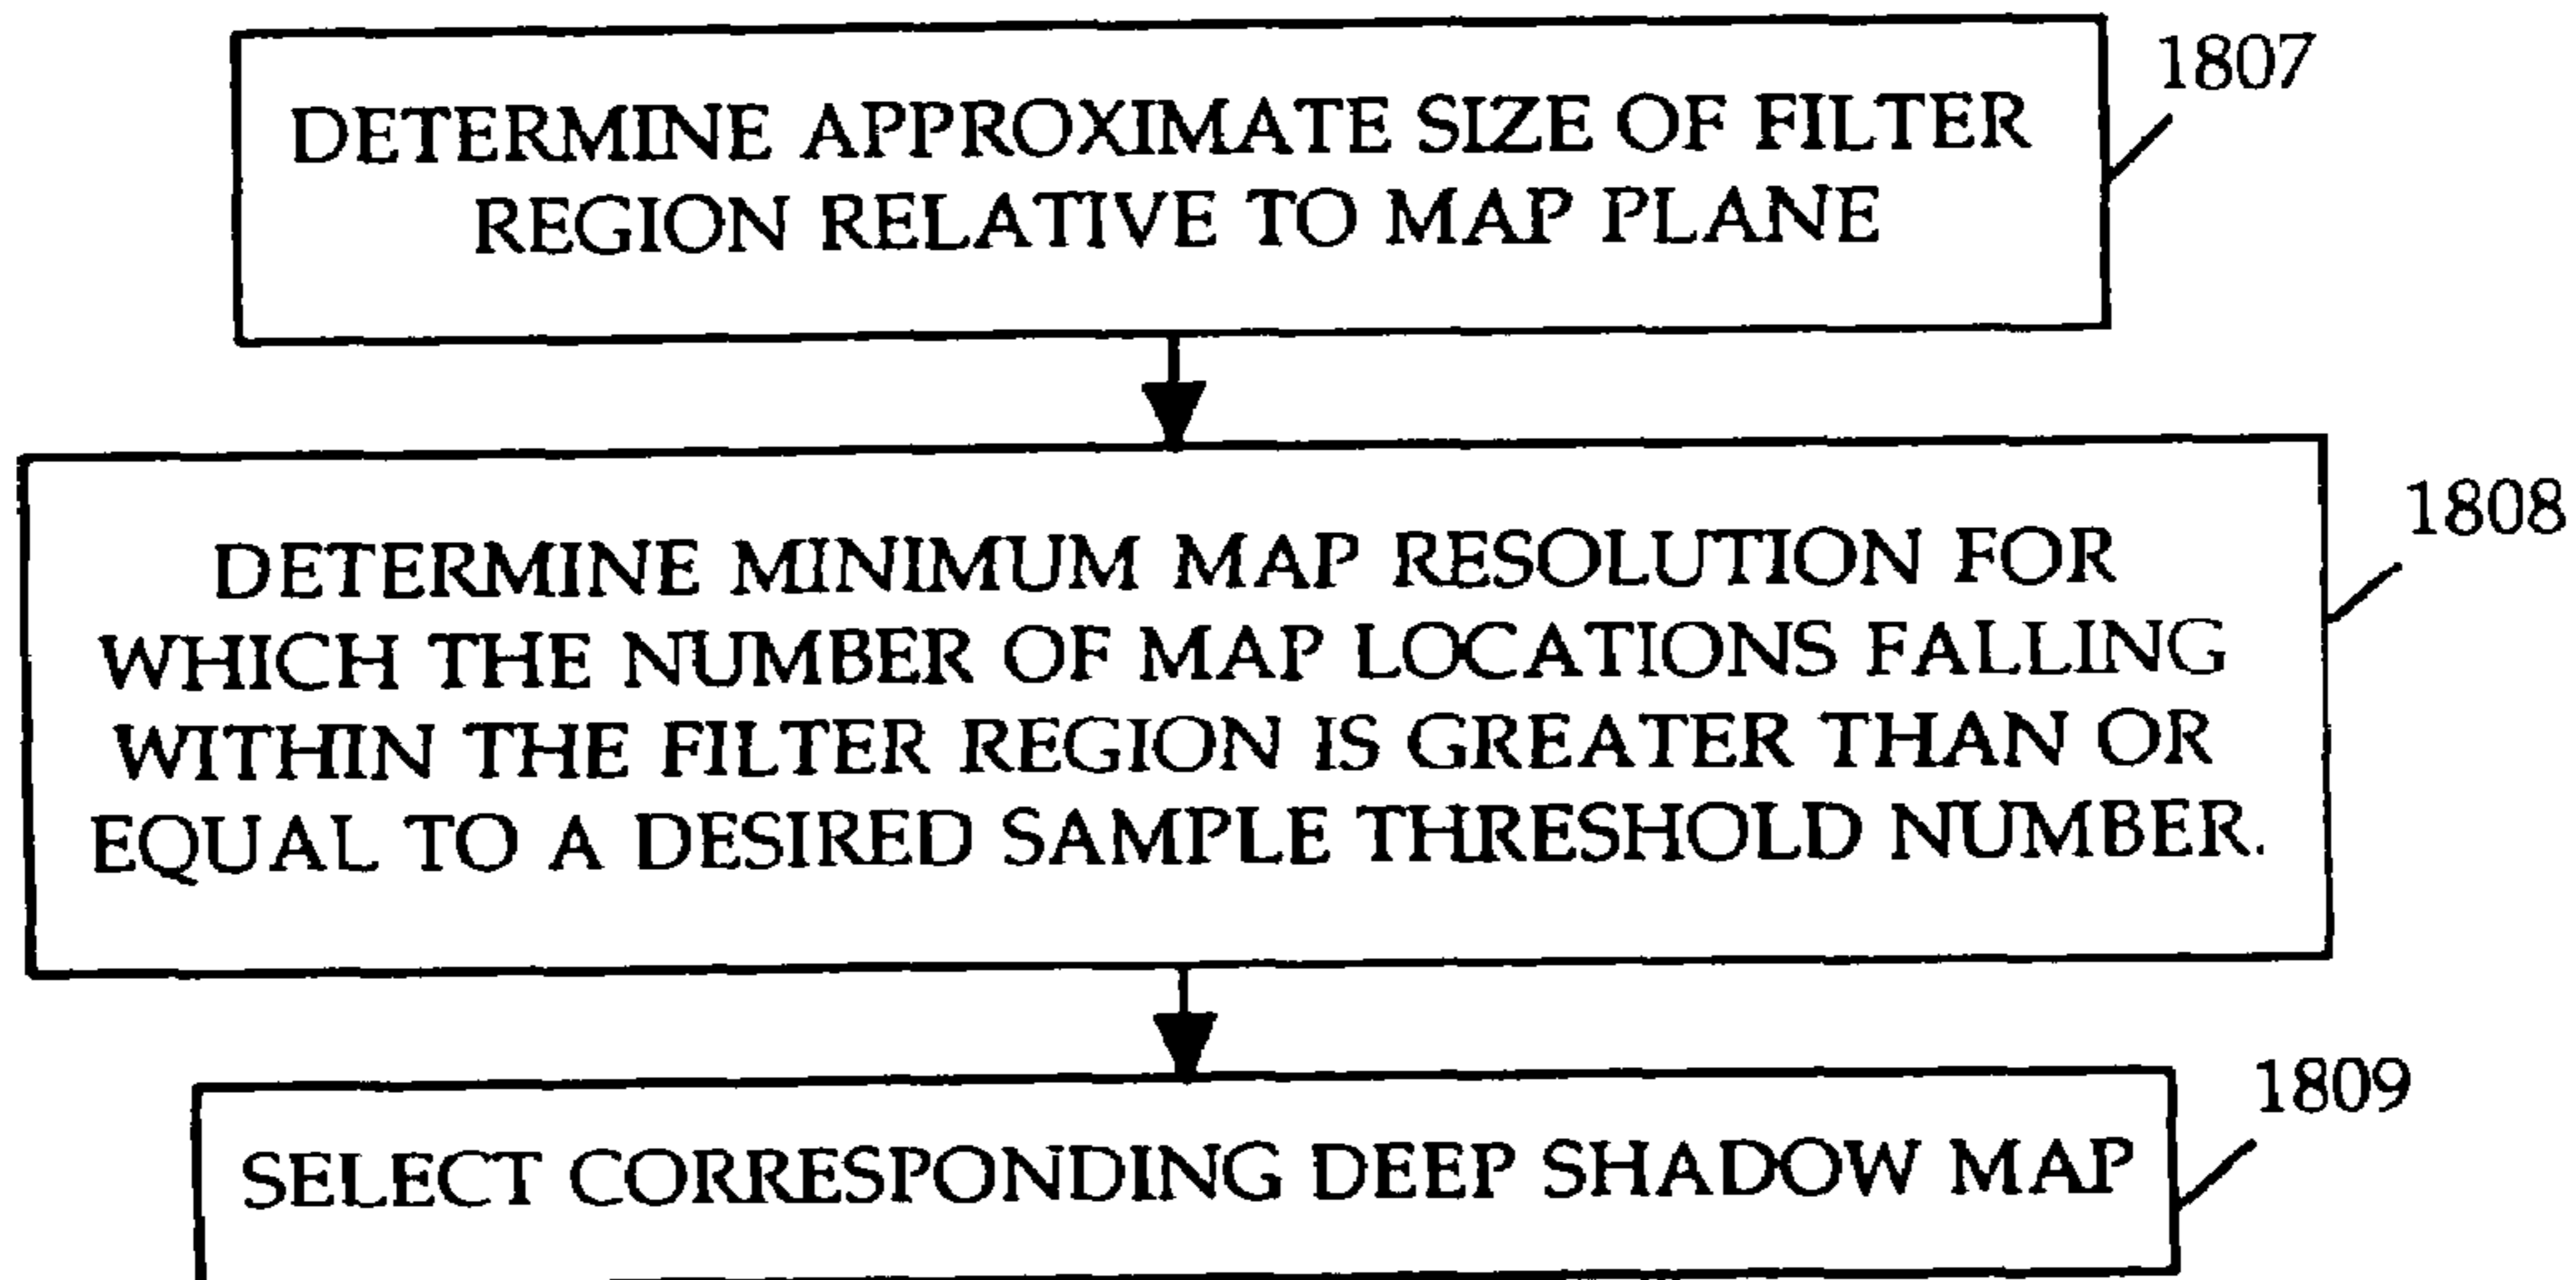 1807
DETERMINE APPROXIMATE SIZE OF FILTER
REGION RELATIVE TO MAP PLANE
1808
DETERMINE MINIMUM MAP RESOLUTION FOR
WHICH THE NUMBER OF MAP LOCATIONS FALLING
WITHIN THE FILTER REGION IS GREATER THAN OR
EQUAL TO A DESIRED SAMPLE THRESHOLD NUMBER.
1809
SELECT CORRESPONDING DEEP SHADOW MAP